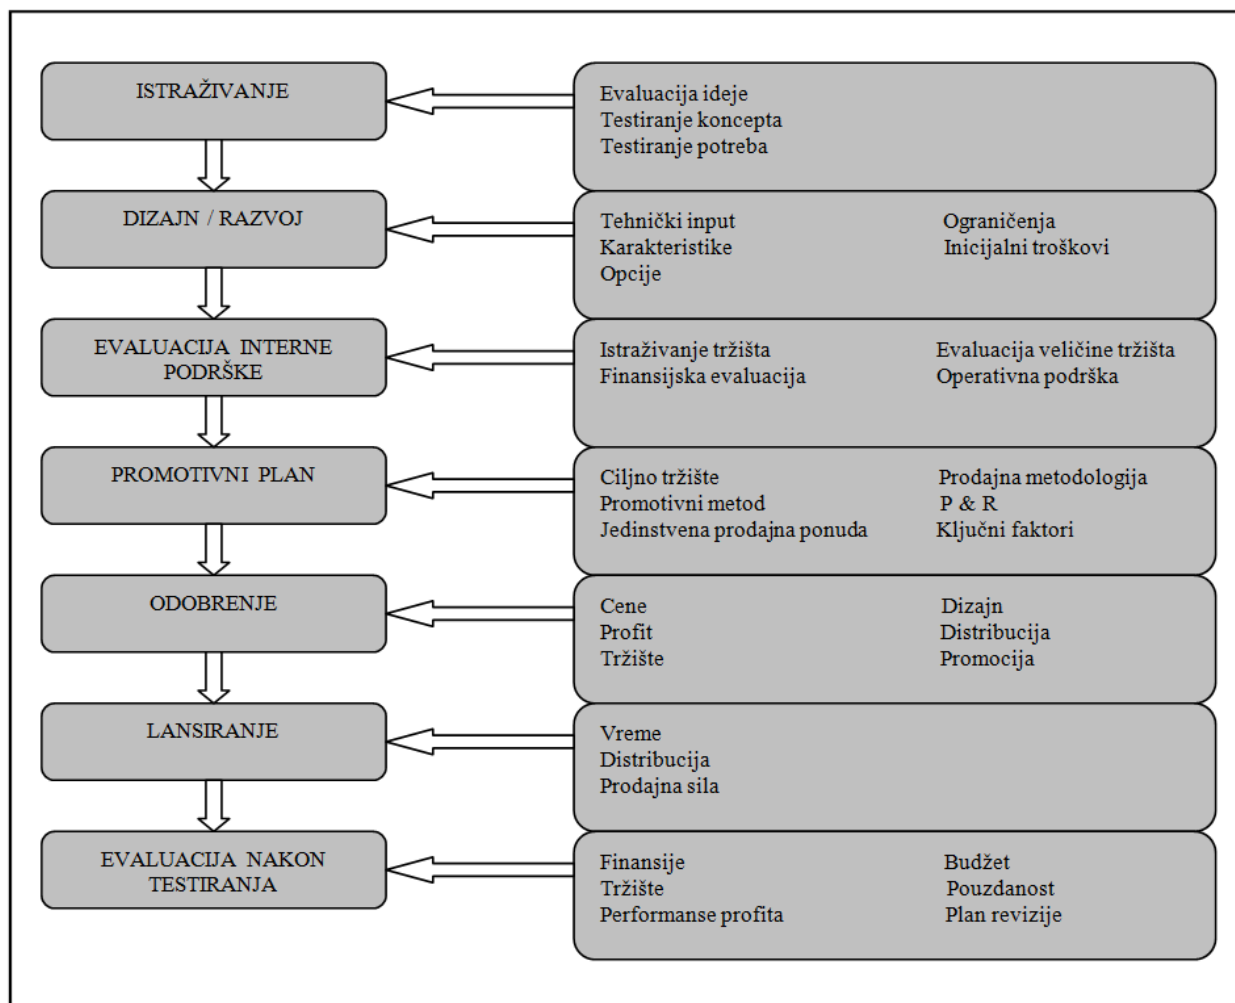 ISTRAŽIVANJE
Evaluacija ideje
Testiranje koncepta
Testiranje potreba
DIZAJN / RAZVOJ
Tehnički input Ograničenja
Karakteristike Inicijalni troškovi
Opcije
EVALUACIJA INTERNE
PODRŠKE
Istraživanje tržišta Evaluacija veličine tržišta
Finansijska evaluacija Operativna podrška
PROMOTIVNI PLAN
Ciljno tržište Prodajna metodologija
Promotivni metod P & R
Jedinstvena prodajna ponuda Ključni faktori
ODOBRENJE
Cene Dizajn
Profit Distribucija
Tržište Promocija
LANSIRANJE
Vreme
Distribucija
Prodajna sila
EVALUACIJA NAKON
TESTIRANJA
Finansije Budžet
Tržište Pouzdanost
Performanse profita Plan revizije